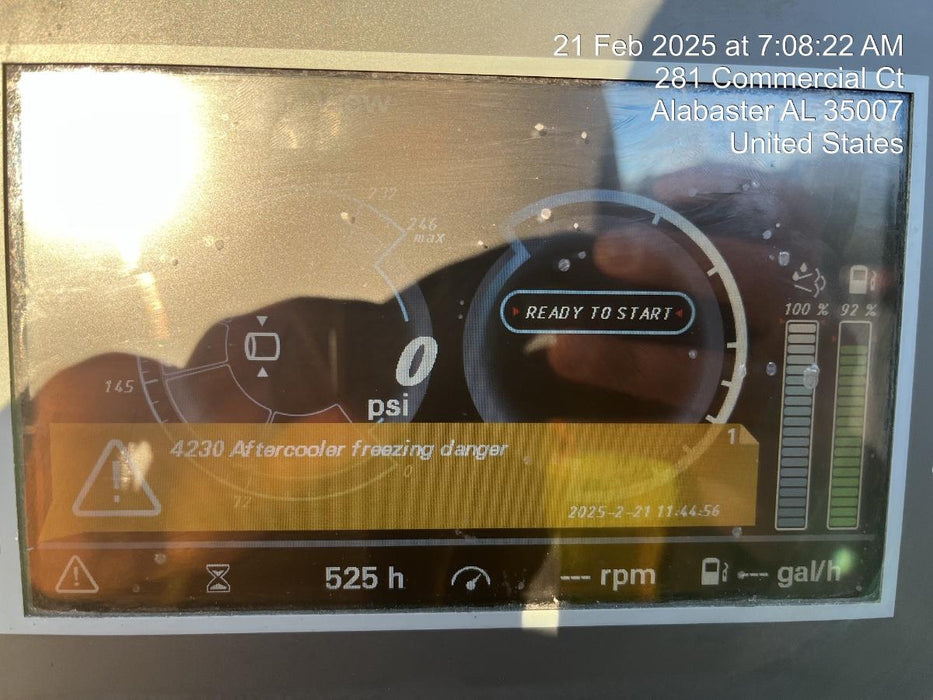 21 Feb 2025 at 7:08:22 AM
281 Commercial Ct
Alabaster AL 35007
United States
232
246
max
READY TO START
100 %
92 %
145
0
psi
1
4230 Aftercooler freezing danger
0
72
2025-2-21 11:44:56
525 h
--- rpm
--- gal/h